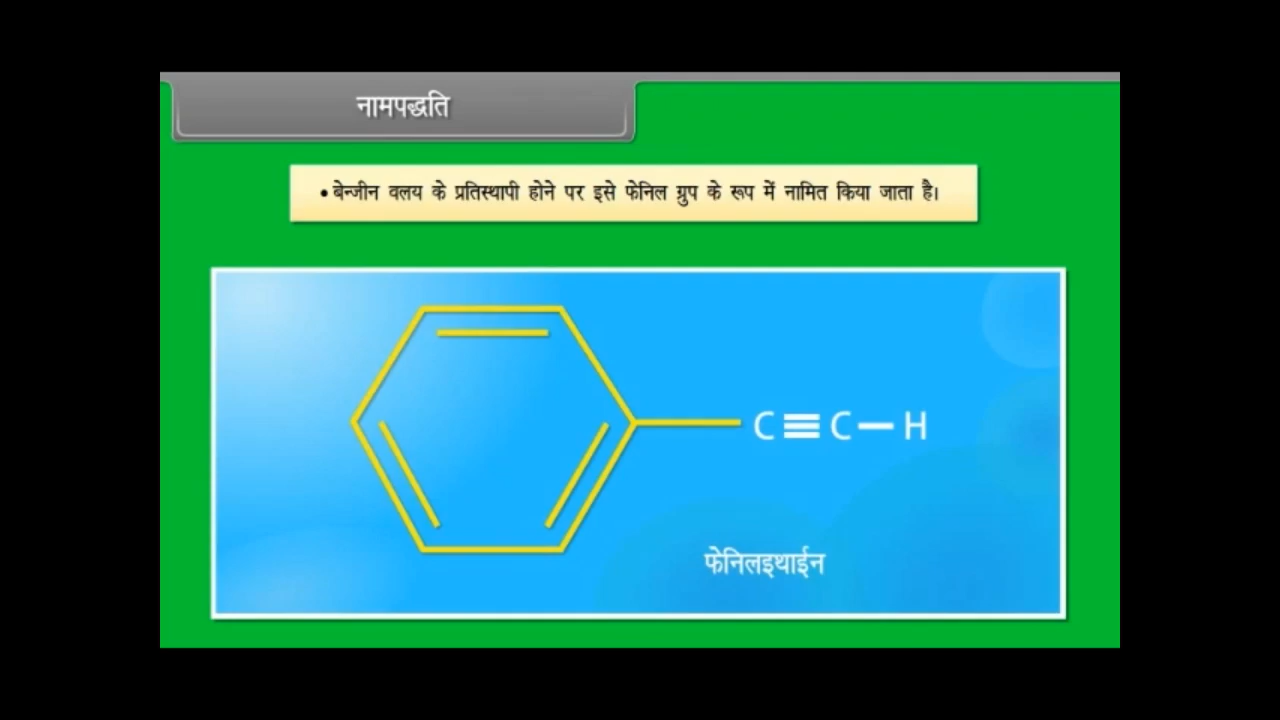 नामपद्धति
• बेन्जीन वलय के प्रतिस्थापी होने पर इसे फेनिल ग्रुप के रूप में नामित किया जाता है।
C≡C—H
फेनिलइथाईन